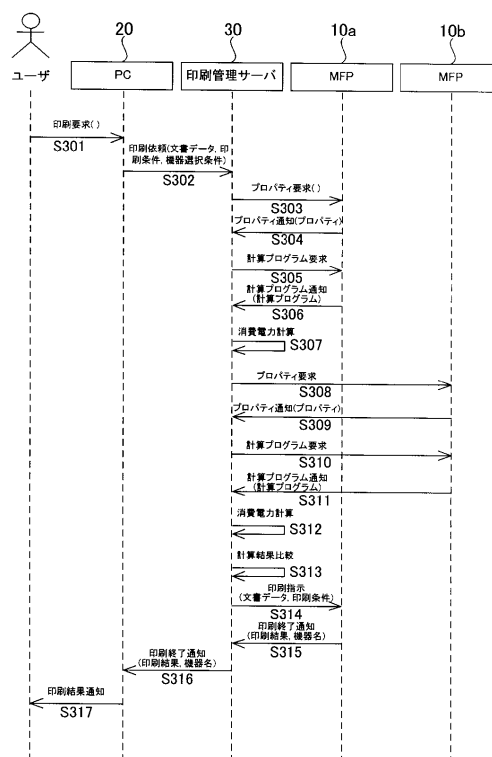 20
30
10a
10b
ユーザ
PC
印刷管理サーバ
MFP
MFP
印刷要求()
S301
印刷依頼(文書データ, 印
刷条件, 機器選択条件)
S302
プロパティ要求()
S303
プロパティ通知(プロパティ)
S304
計算プログラム要求
S305
計算プログラム通知
(計算プログラム)
S306
消費電力計算
S307
プロパティ要求
S308
プロパティ通知(プロパティ)
S309
計算プログラム要求
S310
計算プログラム通知
(計算プログラム)
S311
消費電力計算
S312
計算結果比較
S313
印刷指示
(文書データ, 印刷条件)
S314
印刷終了通知
(印刷結果, 機器名)
S315
印刷終了通知
(印刷結果, 機器名)
S316
印刷結果通知
S317